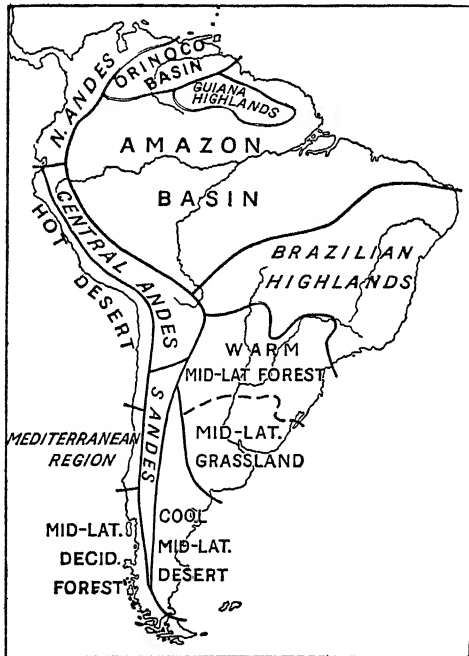 N. ANDES
ORINOCO
BASIN
GUIANA
HIGHLANDS
AMAZON
BASIN
CENTRAL ANDES
HOT
DESERT
BRAZILIAN
HIGHLANDS
WARM
MID-LAT FOREST
S ANDES
MID-LAT.
GRASSLAND
MEDITERRANEAN
REGION
COOL
MID-LAT.
DESERT
MID-LAT.
DECID.
FOREST